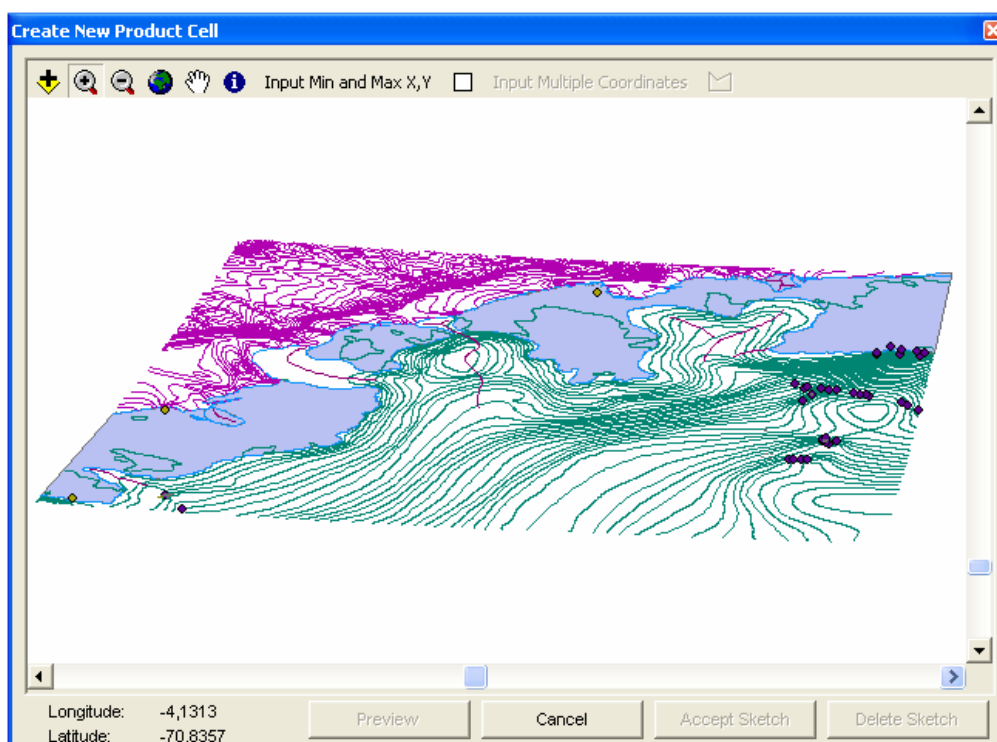 Create New Product Cell
Input Min and Max X,Y Input Multiple Coordinates
Longitude: -4,1313
Latitude: -70,8357
Preview Cancel Accept Sketch Delete Sketch